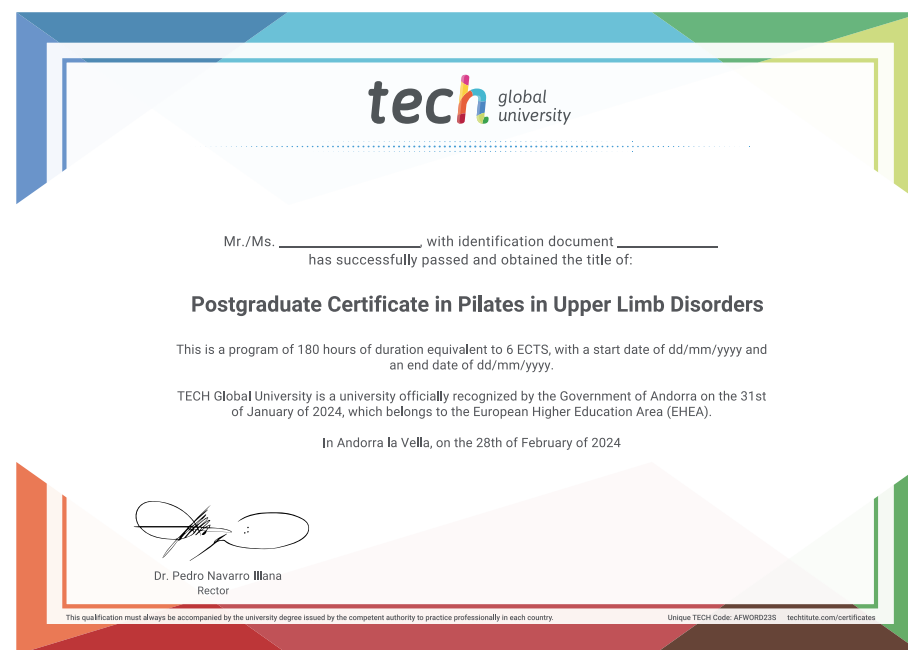 tech global university
Mr./Ms. ____________, with identification document ____________
has successfully passed and obtained the title of:
Postgraduate Certificate in Pilates in Upper Limb Disorders
This is a program of 180 hours of duration equivalent to 6 ECTS, with a start date of dd/mm/yyyy and
an end date of dd/mm/yyyy.
TECH Global University is a university officially recognized by the Government of Andorra on the 31st
of January of 2024, which belongs to the European Higher Education Area (EHEA).
In Andorra la Vella, on the 28th of February of 2024
Dr. Pedro Navarro Illana
Rector
This qualification must always be accompanied by the university degree issued by the competent authority to practice professionally in each country.
Unique TECH Code: AFWORD23S techtitute.com/certificates